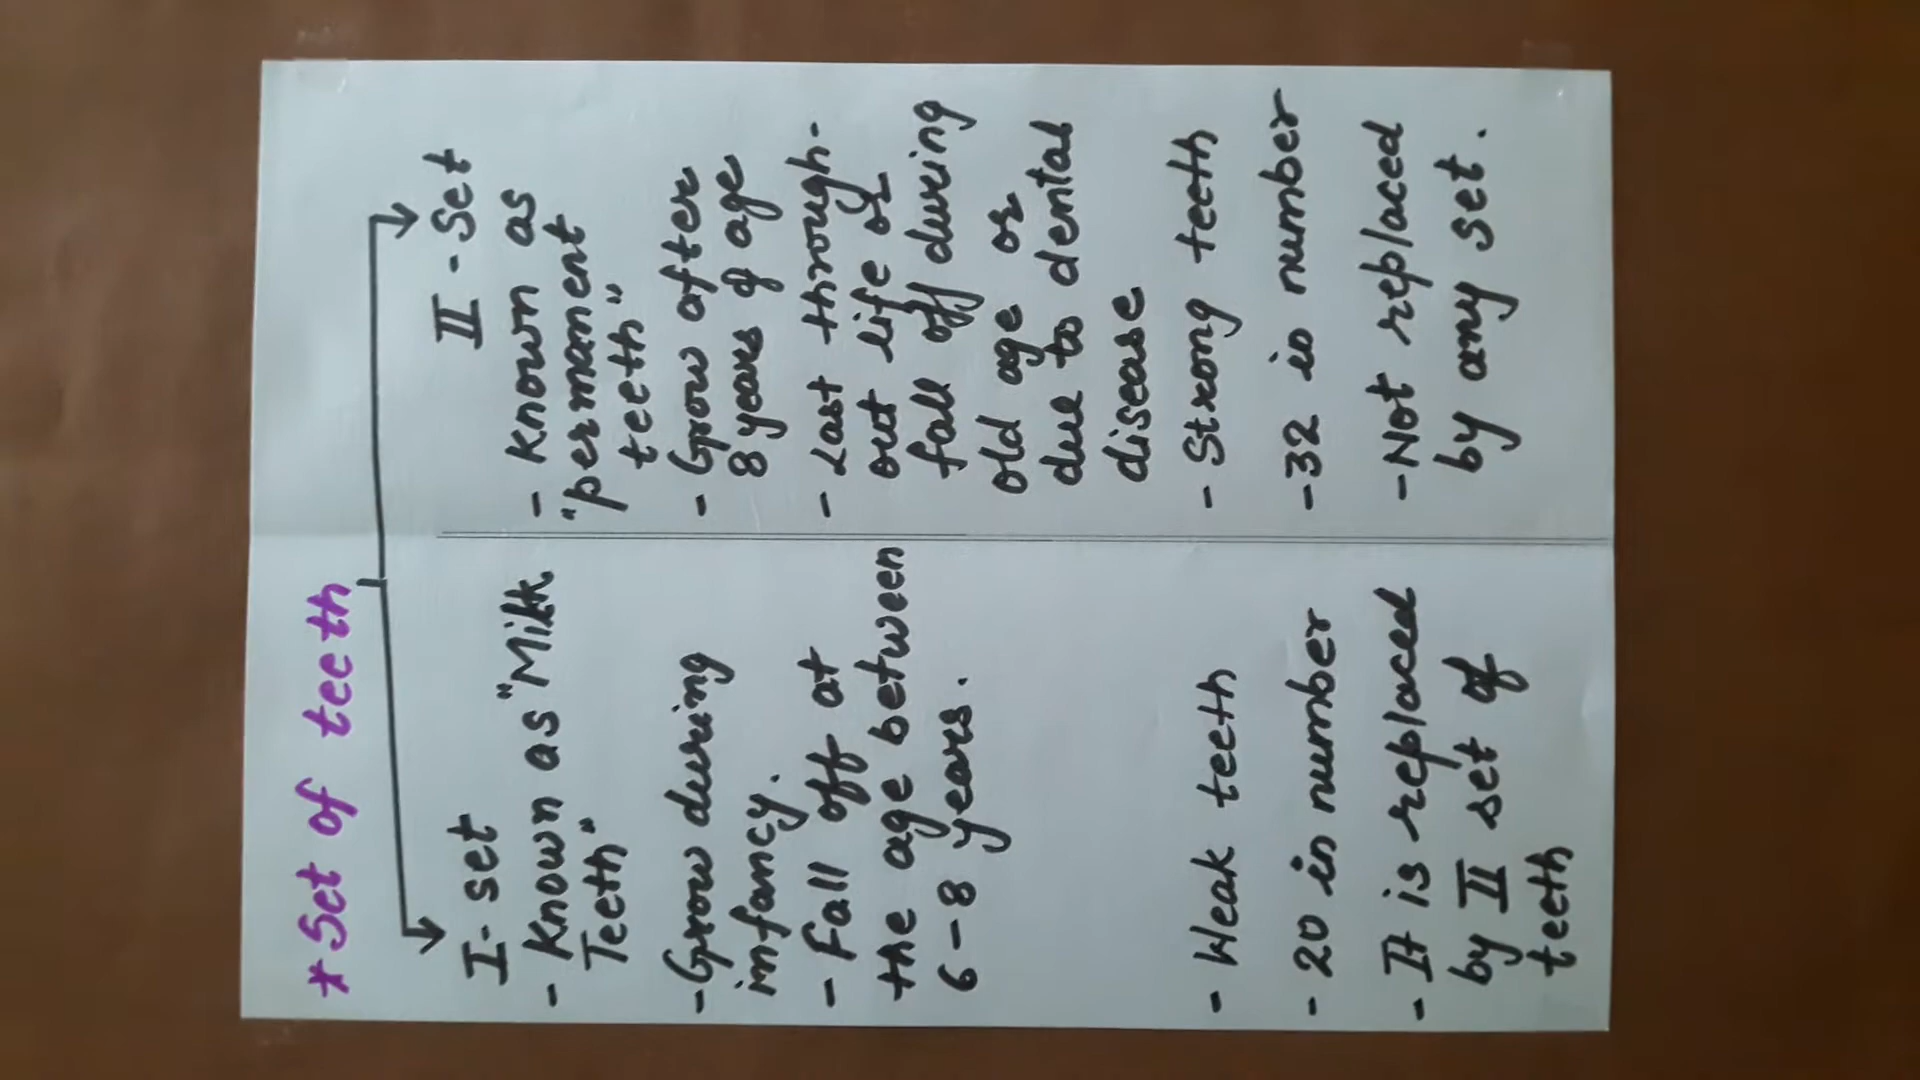 * Set of teeth
I- set
- Known as "Milk
Teeth"
- Grow during
infancy.
- Fall off at
the age between
6-8 years.
- Weak teeth
- 20 in number
- It is replaced
by II set of
teeth
II - Set
- Known as
"permanent
teeth"
- Grow after
8 years of age
- Last through-
out life or
fall off during
old age or
due to dental
disease
- Strong teeth
- 32 in number
- Not replaced
by any set.